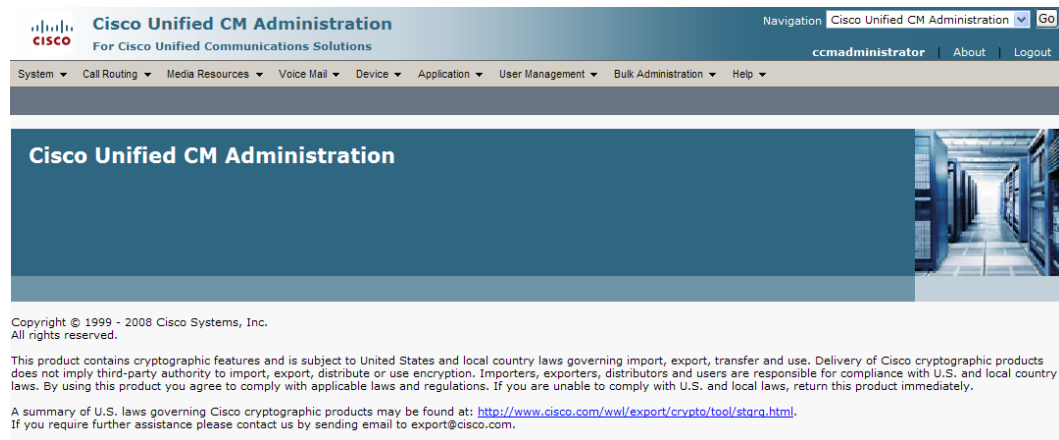 CISCO
Cisco Unified CM Administration
For Cisco Unified Communications Solutions
Navigation Cisco Unified CM Administration Go
ccmadministrator | About | Logout
System Call Routing Media Resources Voice Mail Device Application User Management Bulk Administration Help
Cisco Unified CM Administration
Copyright © 1999 - 2008 Cisco Systems, Inc.
All rights reserved.
This product contains cryptographic features and is subject to United States and local country laws governing import, export, transfer and use. Delivery of Cisco cryptographic products
does not imply third-party authority to import, export, distribute or use encryption. Importers, exporters, distributors and users are responsible for compliance with U.S. and local country
laws. By using this product you agree to comply with applicable laws and regulations. If you are unable to comply with U.S. and local laws, return this product immediately.
A summary of U.S. laws governing Cisco cryptographic products may be found at: http://www.cisco.com/wwl/export/crypto/tool/stqrg.html.
If you require further assistance please contact us by sending email to export@cisco.com.